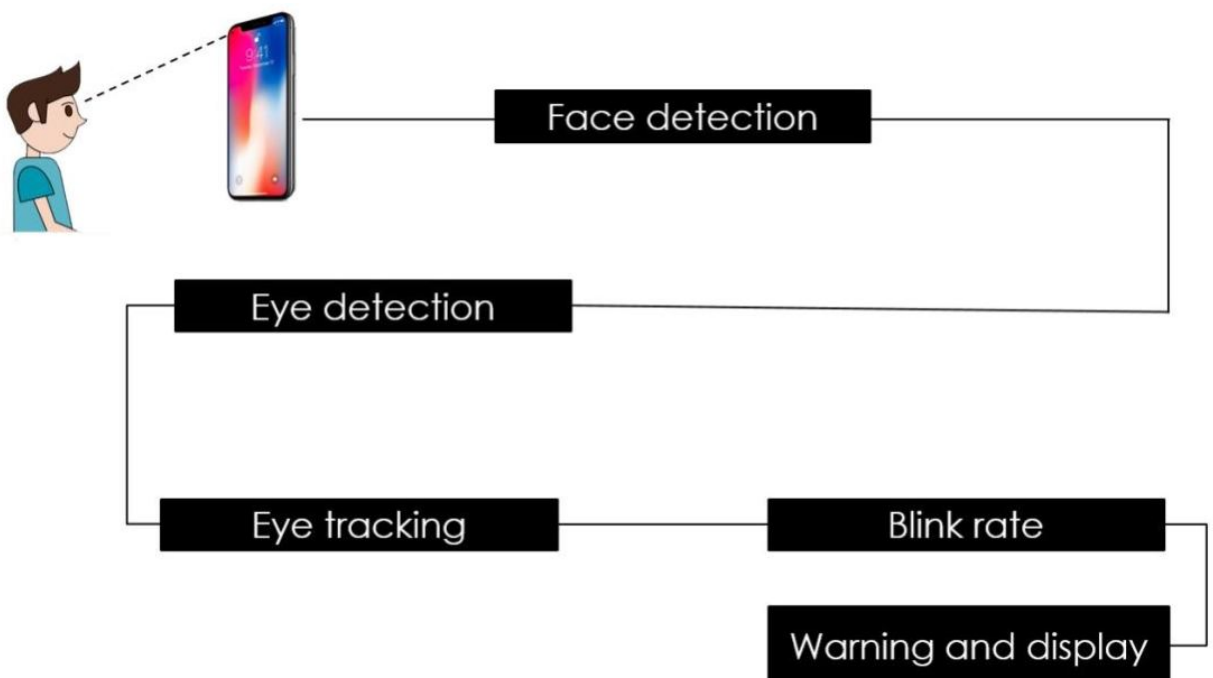 9:41
Face detection
Eye detection
Eye tracking
Blink rate
Warning and display